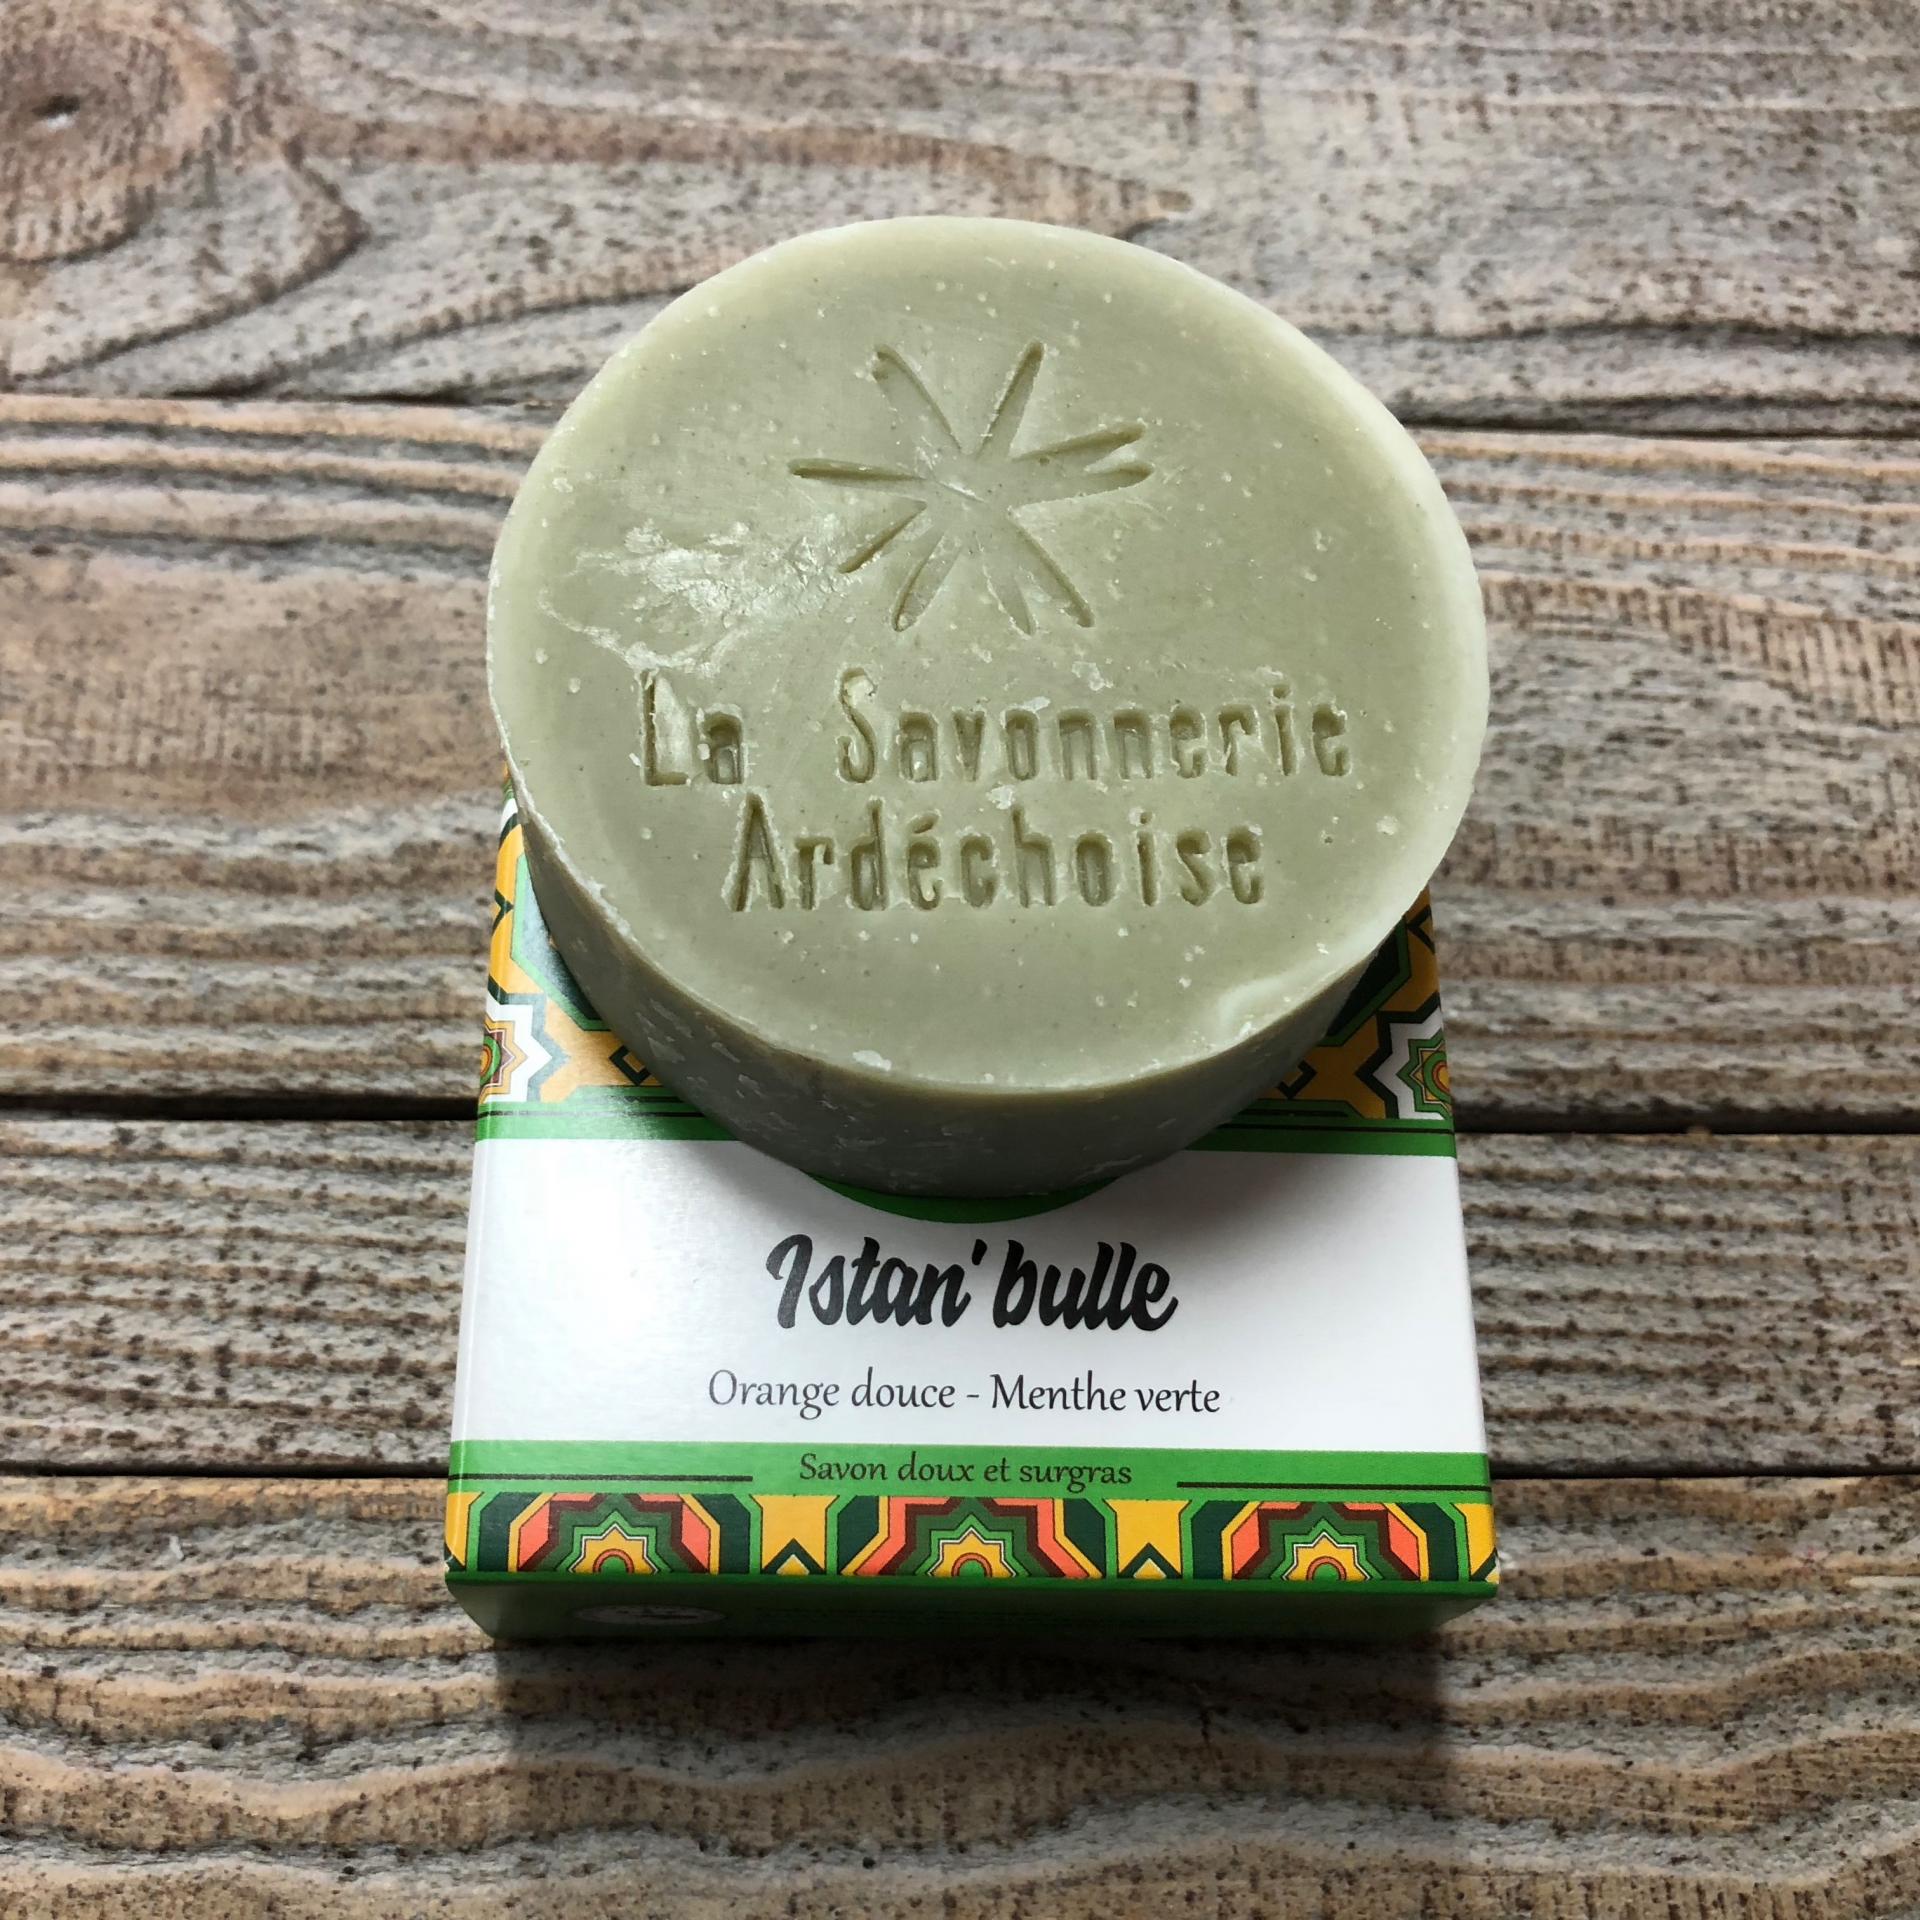 La Savonnerie
Ardéchoise
Istan'bulle
Orange douce - Menthe verte
Savon doux et surgras